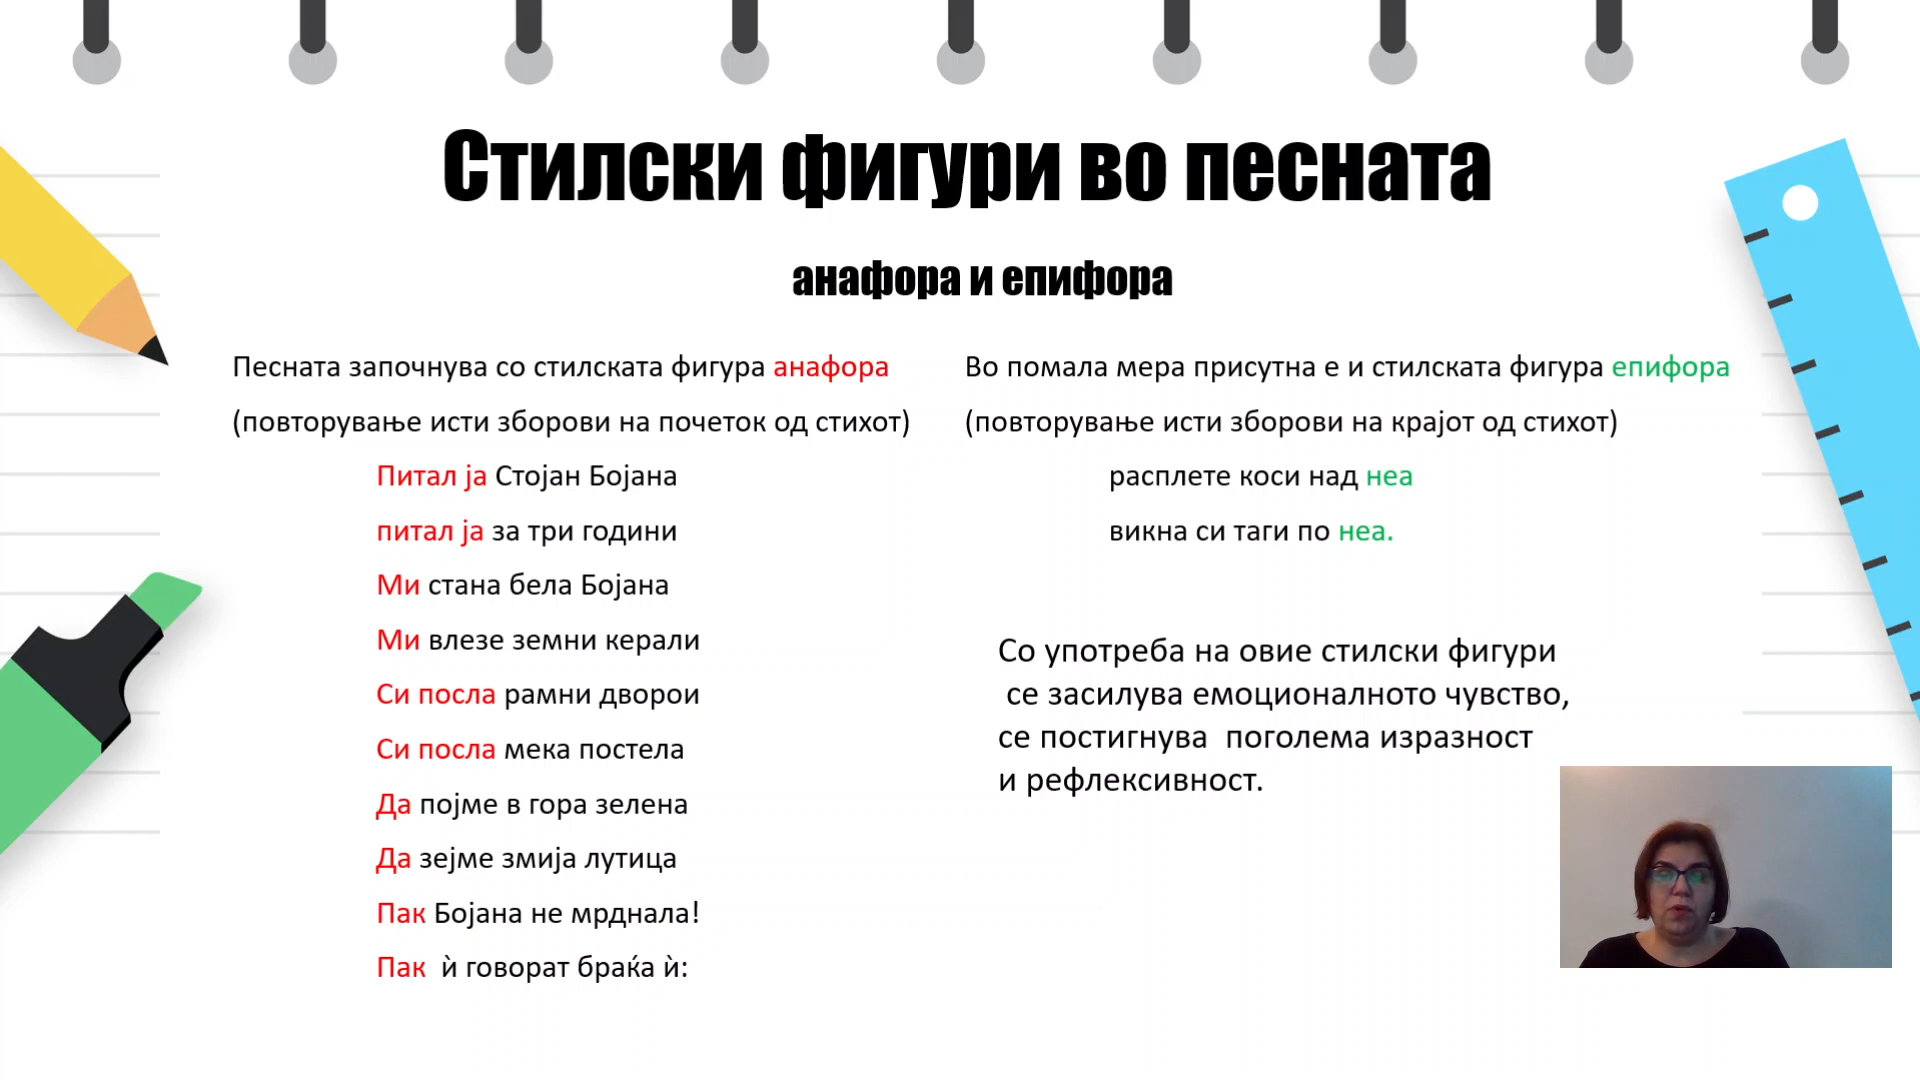 Стилски фигури во песната
анафора и епифора
Песната започнува со стилската фигура анафора
(повторување исти зборови на почеток од стихот)
Питал ја Стојан Бојана
питал ја за три години
Ми стана бела Бојана
Ми влезе земни керали
Си посла рамни дворои
Си посла мека постела
Да појме в гора зелена
Да зејме змија лутица
Пак Бојана не мрднала!
Пак ѝ говорат браќа ѝ:
Во помала мера присутна е и стилската фигура епифора
(повторување исти зборови на крајот од стихот)
расплете коси над неа
викна си таги по неа.
Со употреба на овие стилски фигури
се засилува емоционалното чувство,
се постигнува поголема изразност
и рефлексивност.